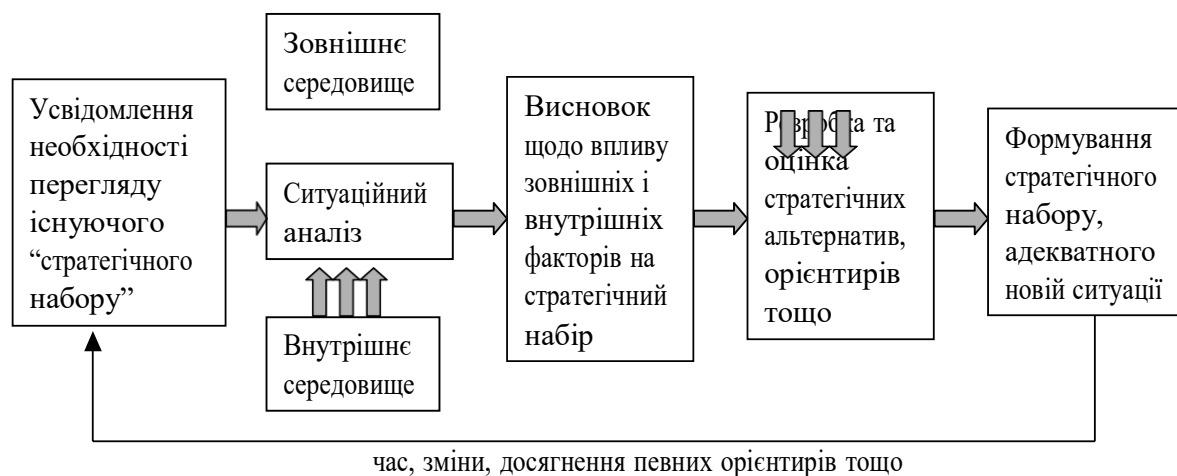 Зовнішнє
середовище
Усвідомлення
необхідності
перегляду
існуючого
“стратегічного
набору”
Ситуаційний
аналіз
Внутрішнє
середовище
Висновок
щодо впливу
зовнішніх і
внутрішніх
факторів на
стратегічний
набір
та
оцінка
стратегічних
альтернатив,
орієнтирів
тощо
Формування
стратегічного
набору,
адекватного
новій ситуації
час, зміни, досягнення певних орієнтирів тощо